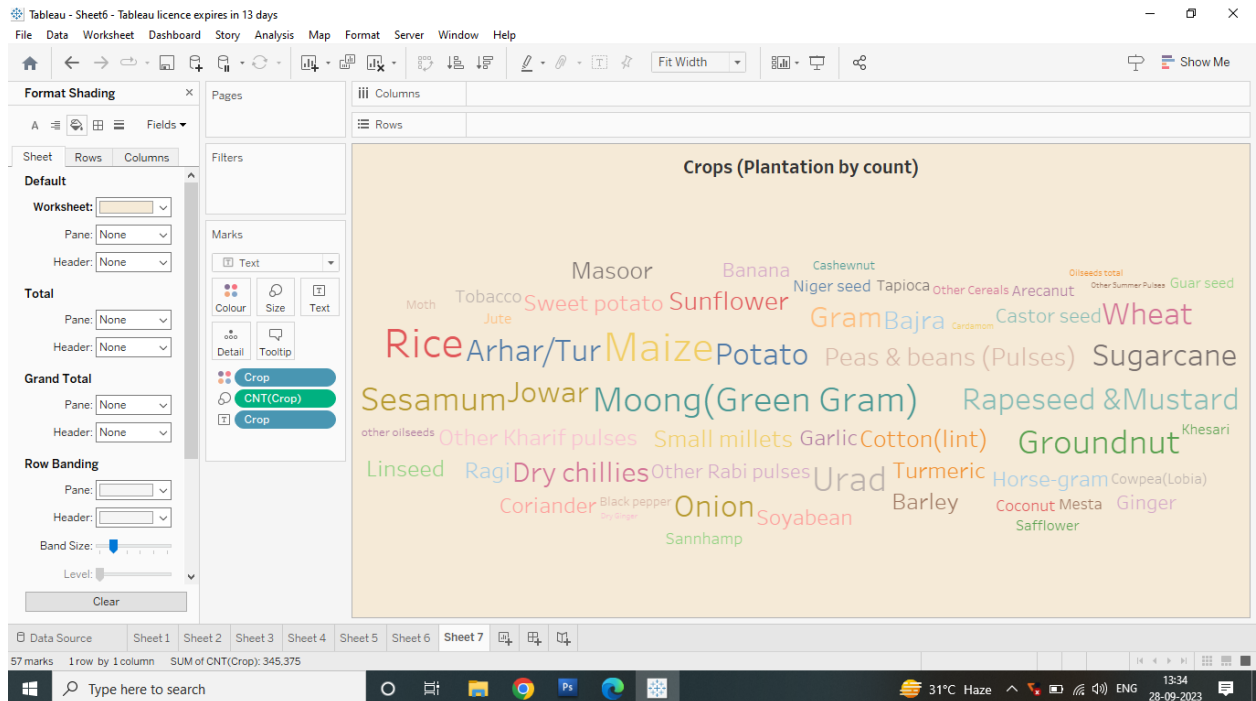 Tableau - Sheet6 - Tableau licence expires in 13 days
File Data Worksheet Dashboard Story Analysis Map Format Server Window Help
Fit Width
Show Me
Format Shading
Fields
Sheet Rows Columns
Default
Worksheet:
Pane: None
Header: None
Total
Pane: None
Header: None
Grand Total
Pane: None
Header: None
Row Banding
Pane:
Header:
Band Size:
Level:
Clear
Pages
Filters
Marks
Text
Colour Size Text
Detail Tooltip
Crop
CNT(Crop)
Crop
Columns
Rows
Crops (Plantation by count)
Masoor Banana Cashewnut Oilseeds total
Moth Tobacco Sweet potato Sunflower Niger seed Tapioca Other Cereals Arecanut Other Summer Pulses Guar seed
Jute Gram Bajra Cardamom Castor seed Wheat
Rice Arhar/Tur Maize Potato Peas & beans (Pulses) Sugarcane
Sesamum Jowar Moong(Green Gram) Rapeseed &Mustard
other oilseeds Other Kharif pulses Small millets Garlic Cotton(lint) Groundnut Khesari
Linseed Ragi Dry chillies Other Rabi pulses Urad Turmeric Horse-gram Cowpea(Lobia)
Coriander Black pepper Onion Soyabean Barley Coconut Mesta Ginger
Dry Ginger Safflower
Sannhamp
Data Source Sheet 1 Sheet 2 Sheet 3 Sheet 4 Sheet 5 Sheet 6 Sheet 7
57 marks 1 row by 1 column SUM of CNT(Crop): 345,375
Type here to search
Ps
31°C Haze
ENG
13:34
28-09-2023